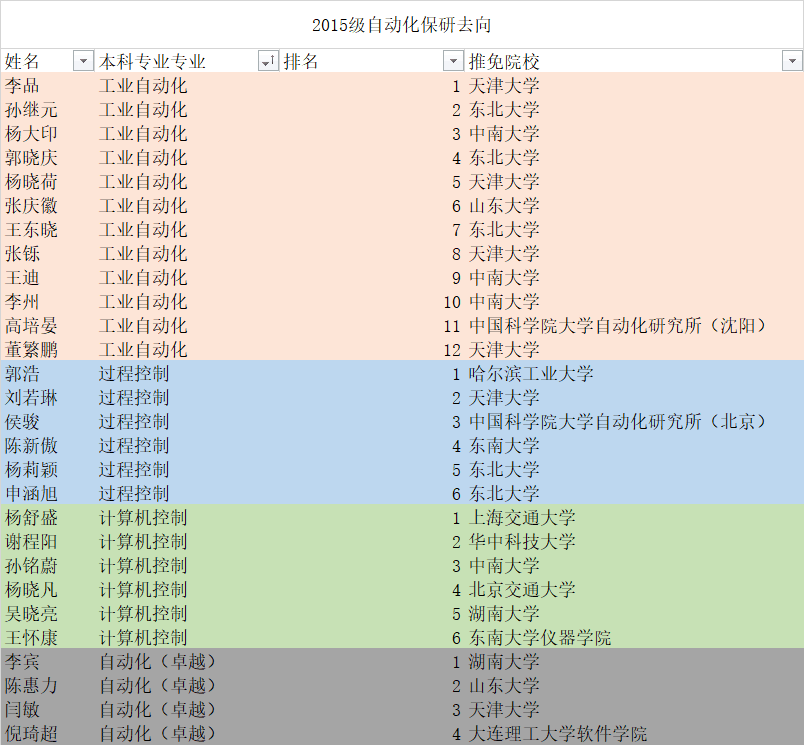 2015级自动化保研去向
姓名 本科专业专业 排名 推免院校
李品 工业自动化 1 天津大学
孙继元 工业自动化 2 东北大学
杨大印 工业自动化 3 中南大学
郭晓庆 工业自动化 4 东北大学
杨晓荷 工业自动化 5 天津大学
张庆徽 工业自动化 6 山东大学
王东晓 工业自动化 7 东北大学
张铄 工业自动化 8 天津大学
王迪 工业自动化 9 中南大学
李州 工业自动化 10 中南大学
高培晏 工业自动化 11 中国科学院大学自动化研究所（沈阳）
董繁鹏 工业自动化 12 天津大学
郭浩 过程控制 1 哈尔滨工业大学
刘若琳 过程控制 2 天津大学
侯骏 过程控制 3 中国科学院大学自动化研究所（北京）
陈新傲 过程控制 4 东南大学
杨莉颖 过程控制 5 东北大学
申涵旭 过程控制 6 东北大学
杨舒盛 计算机控制 1 上海交通大学
谢程阳 计算机控制 2 华中科技大学
孙铭蔚 计算机控制 3 中南大学
杨晓凡 计算机控制 4 北京交通大学
吴晓亮 计算机控制 5 湖南大学
王怀康 计算机控制 6 东南大学仪器学院
李宾 自动化（卓越） 1 湖南大学
陈惠力 自动化（卓越） 2 山东大学
闫敏 自动化（卓越） 3 天津大学
倪琦超 自动化（卓越） 4 大连理工大学软件学院